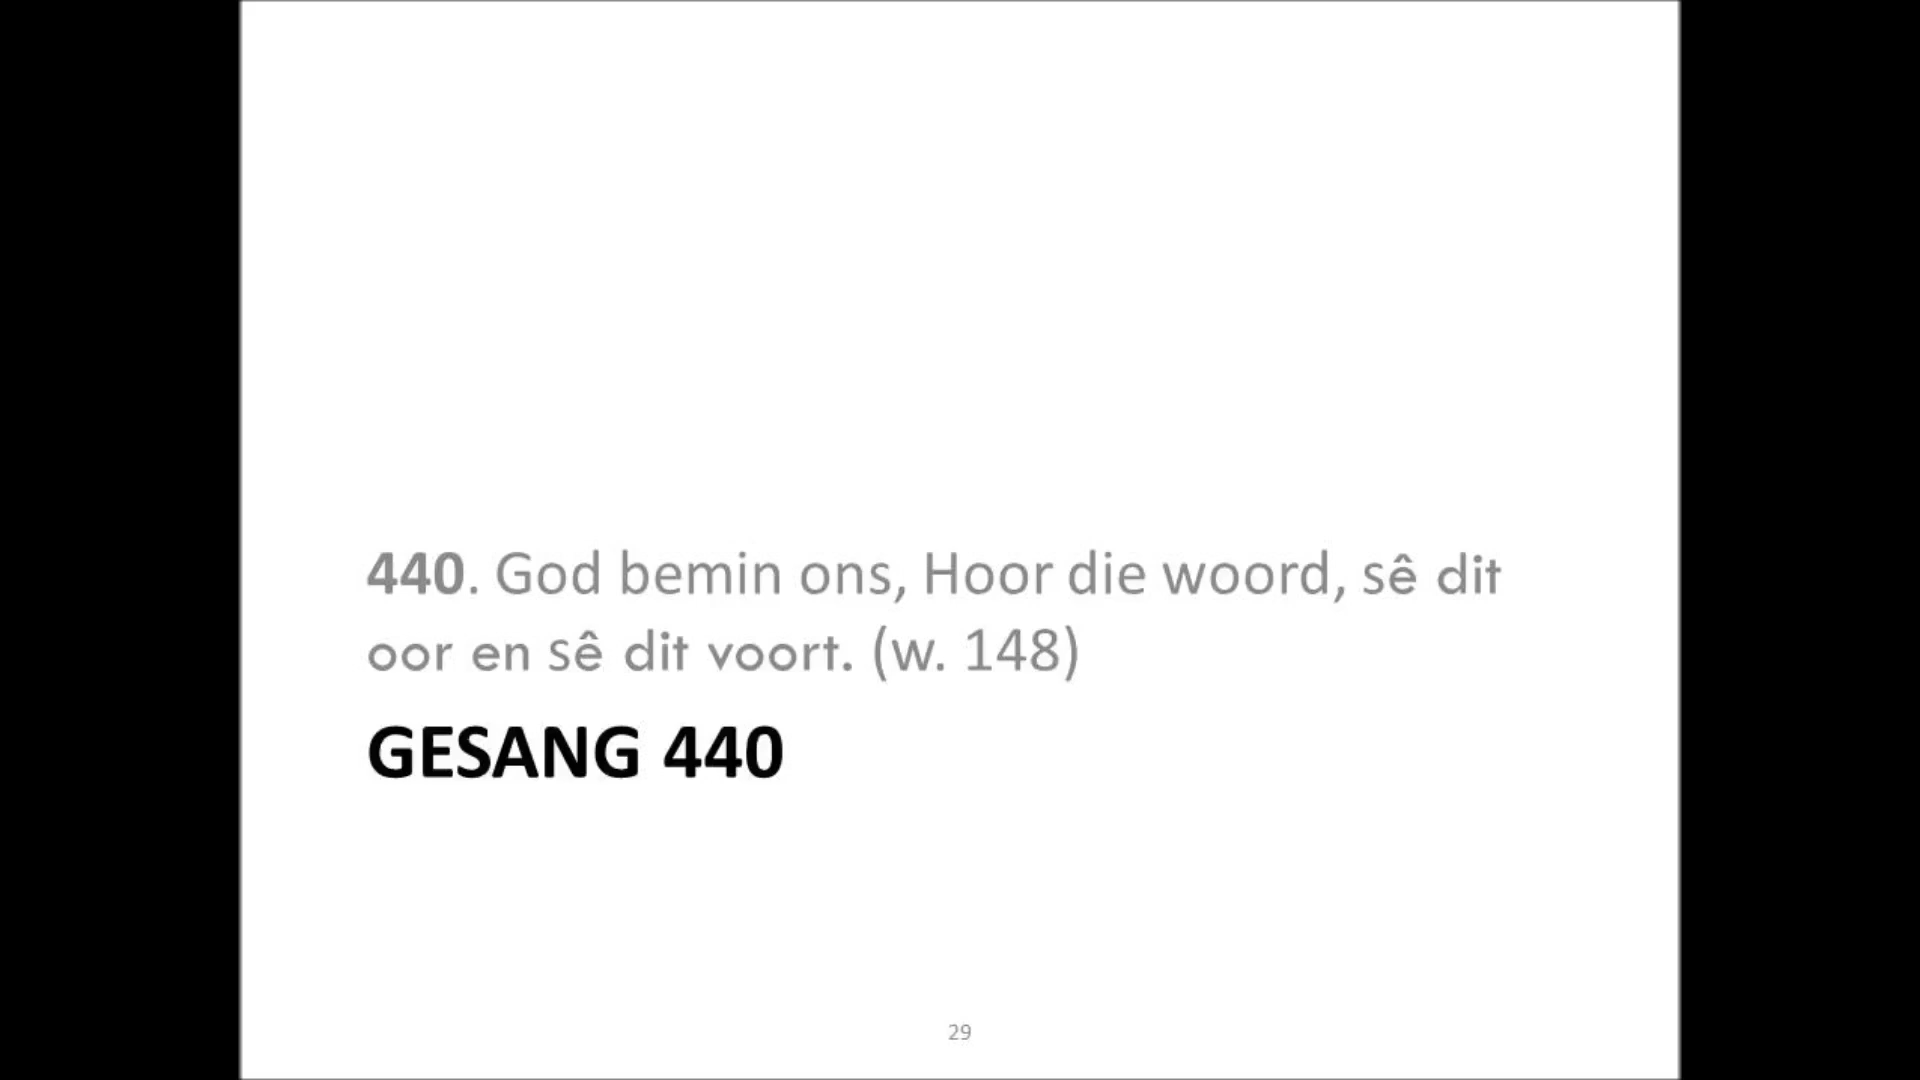 440. God bemin ons, Hoor die woord, sê dit
oor en sê dit voort. (w. 148)
GESANG 440
29